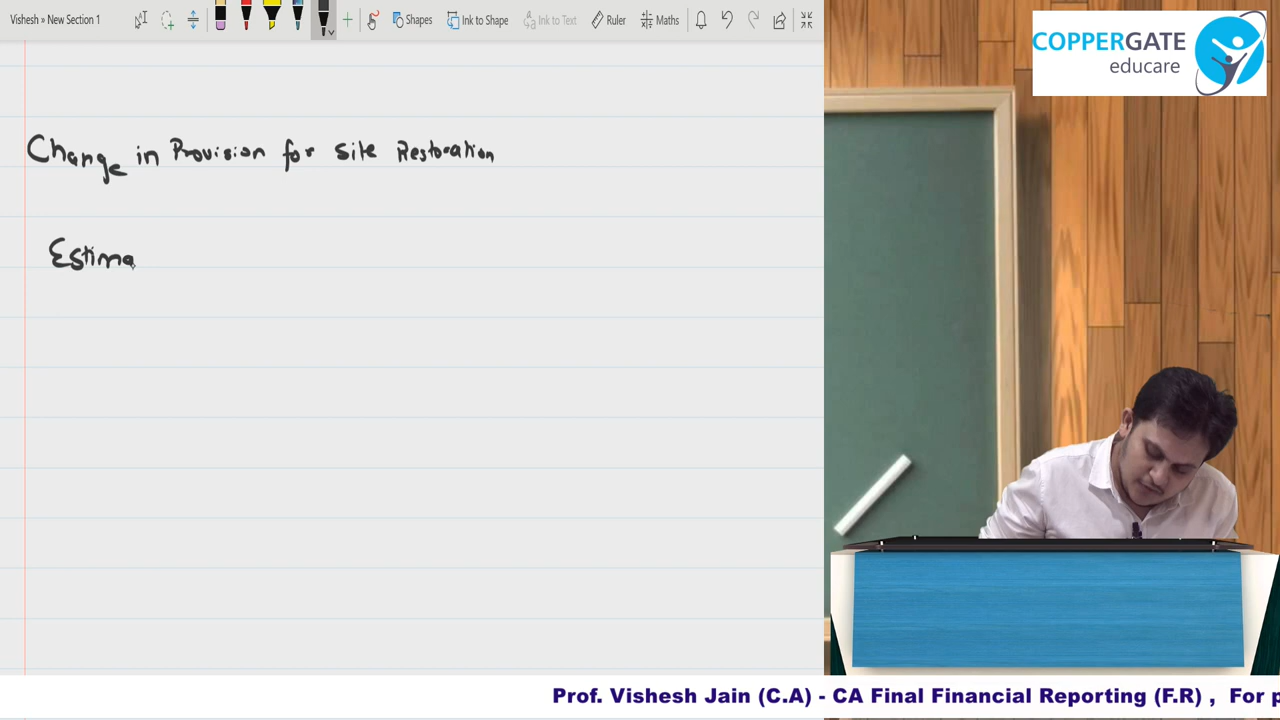 Vishesh » New Section 1
Shapes
Ink to Shape
Ink to Text
Ruler
Maths
COPPERGATE
educare
Change in Provision for Site Restoration
Estima
Prof. Vishesh Jain (C.A) - CA Final Financial Reporting (F.R) , For p